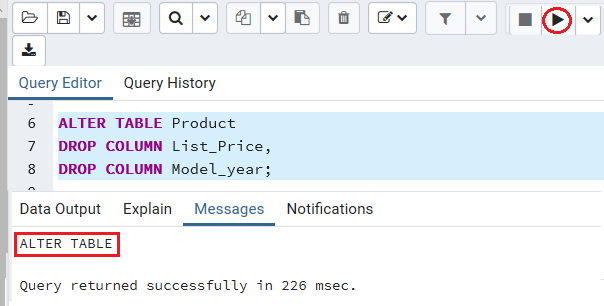 Query Editor Query History
6 ALTER TABLE Product
7 DROP COLUMN List_Price,
8 DROP COLUMN Model_year;
Data Output Explain Messages Notifications
ALTER TABLE
Query returned successfully in 226 msec.